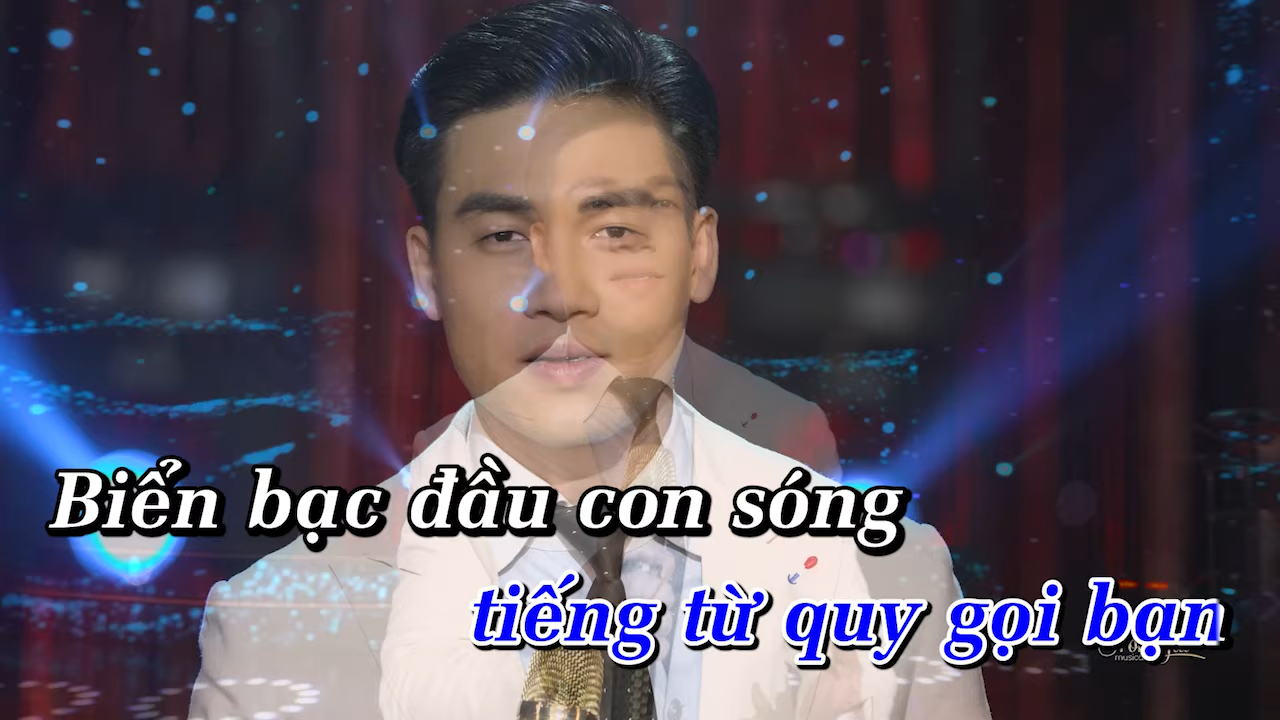 Biển bạc đầu con sóng
tiếng từ quy gọi bạn